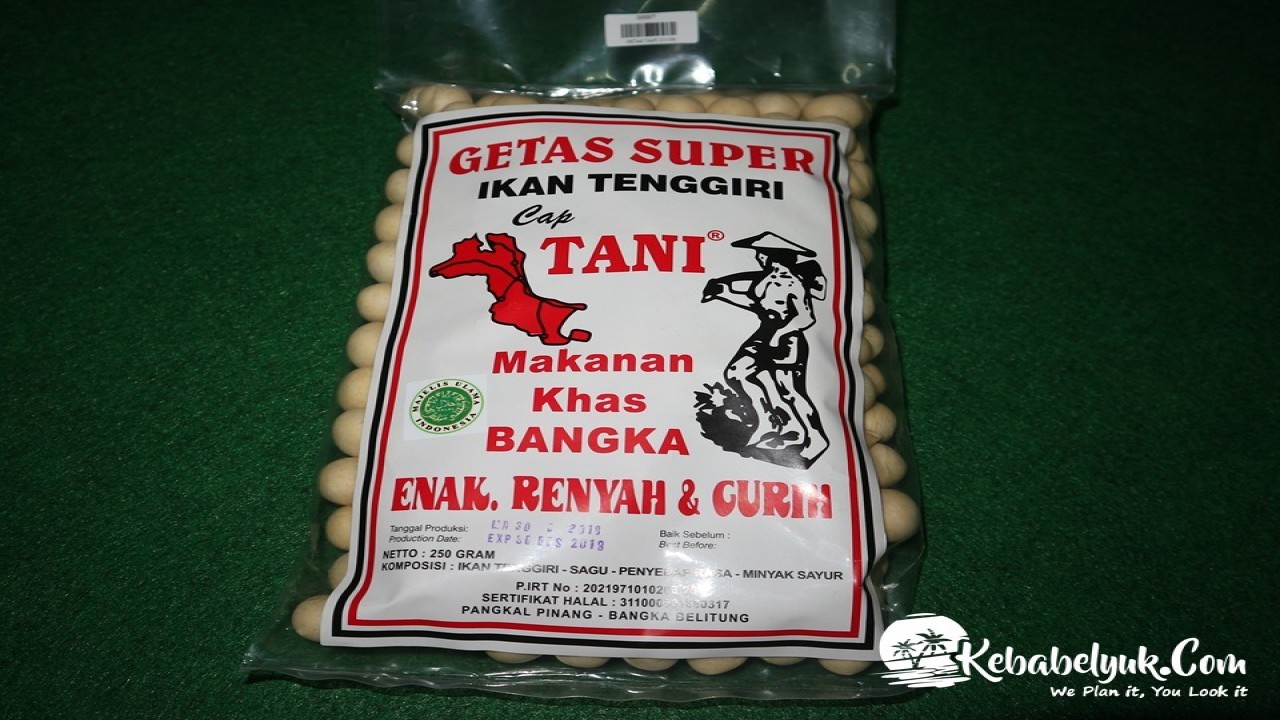 GETAS SUPER
IKAN TENGGIRI
Cap
TANI®
Makanan
Khas
BANGKA
MAJELIS ULAMA INDONESIA
ENAK. RENYAH & GURIH
Tanggal Produksi:
Production Date:
EXP 2019
Baik Sebelum :
Best Before:
NETTO : 250 GRAM
KOMPOSISI : IKAN TENGGIRI - SAGU - PENYEDAP RASA - MINYAK SAYUR
P.IRT No :
SERTIFIKAT HALAL :
PANGKAL PINANG - BANGKA BELITUNG
Kebabelyuk.Com
We Plan it, You Look it